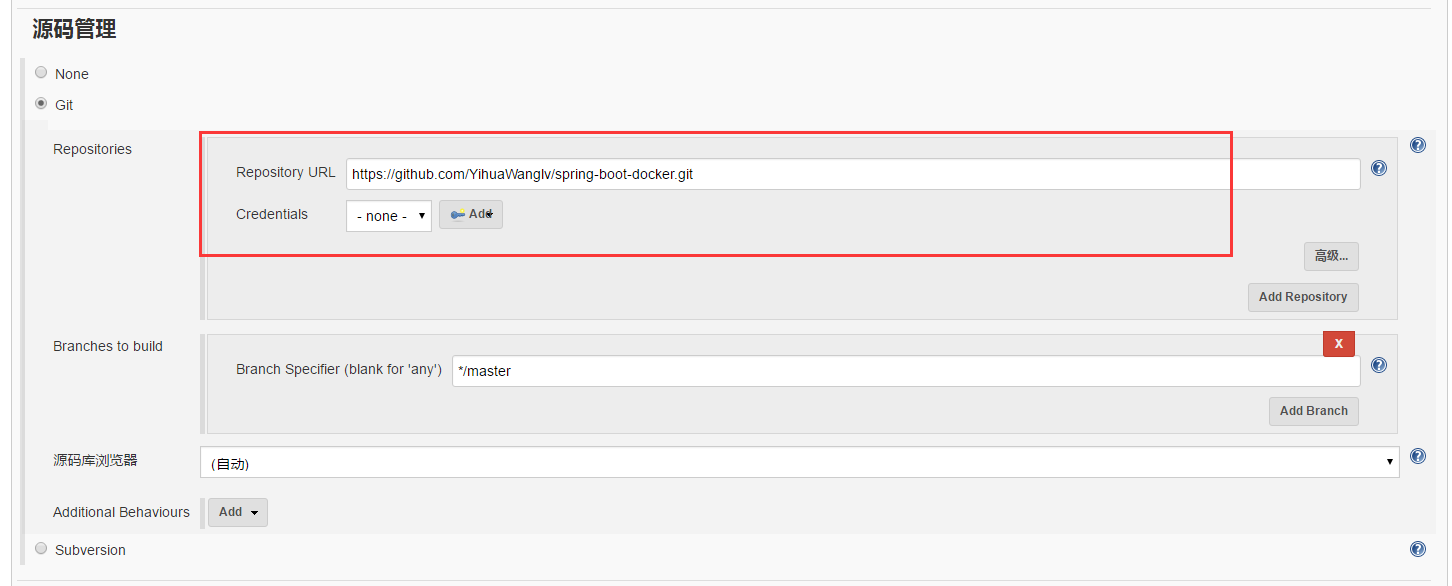 源码管理
None
Git
Repositories
Repository URL https://github.com/YihuaWanglv/spring-boot-docker.git
Credentials - none - Add
高级...
Add Repository
Branches to build
X
Branch Specifier (blank for 'any') */master
Add Branch
源码库浏览器 (自动)
Additional Behaviours Add
Subversion